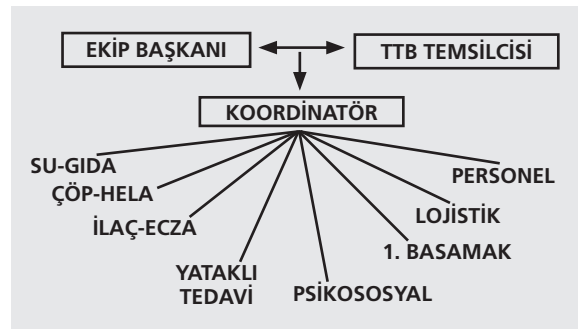 EKİP BAŞKANI
TTB TEMSİLCİSİ
KOORDİNATÖR
SU-GIDA
ÇÖP-HELA
İLAÇ-ECZA
YATAKLI
TEDAVİ
PSİKOSOSYAL
1. BASAMAK
LOJİSTİK
PERSONEL